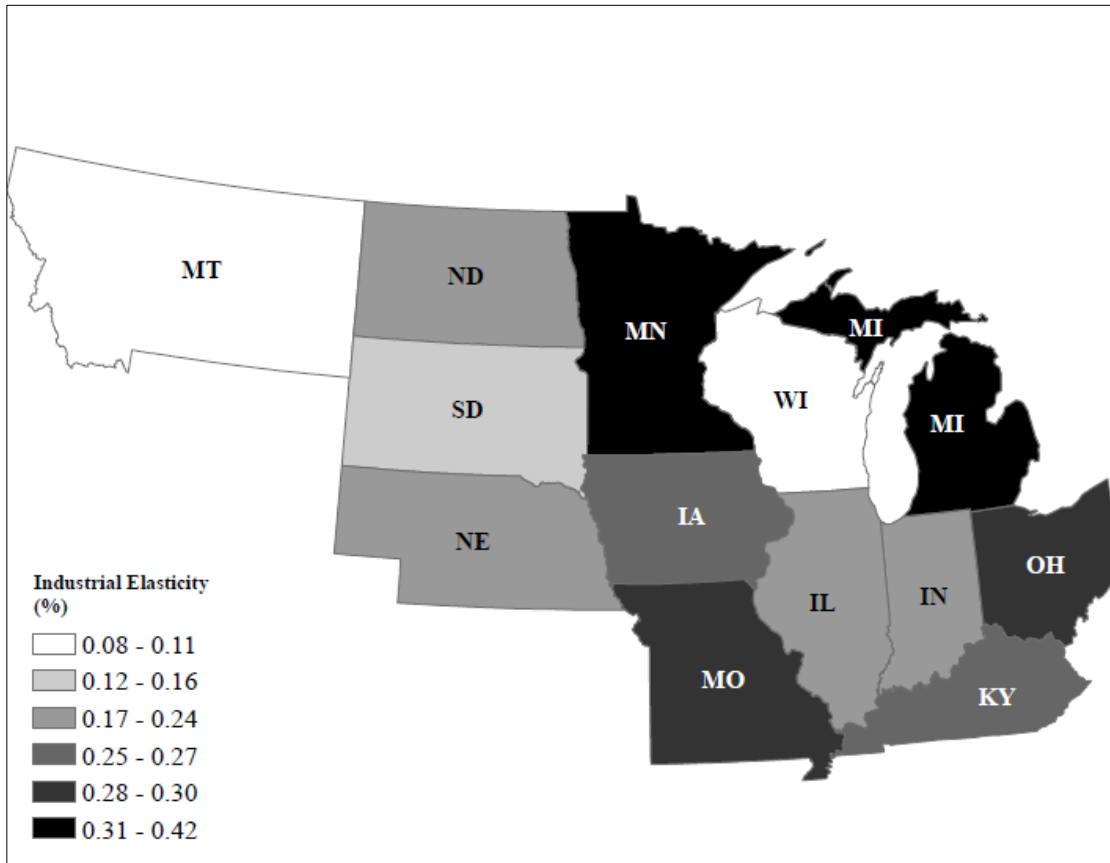 MT
ND
MN
MI
SD
WI
MI
IA
NE
OH
IL
IN
MO
KY
Industrial Elasticity
(%)
0.08 - 0.11
0.12 - 0.16
0.17 - 0.24
0.25 - 0.27
0.28 - 0.30
0.31 - 0.42